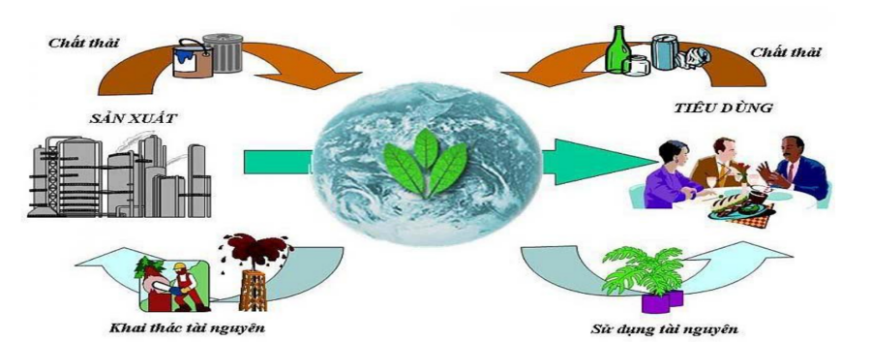 Chất thải
Chất thải
SẢN XUẤT
TIÊU DÙNG
Khai thác tài nguyên
Sử dụng tài nguyên